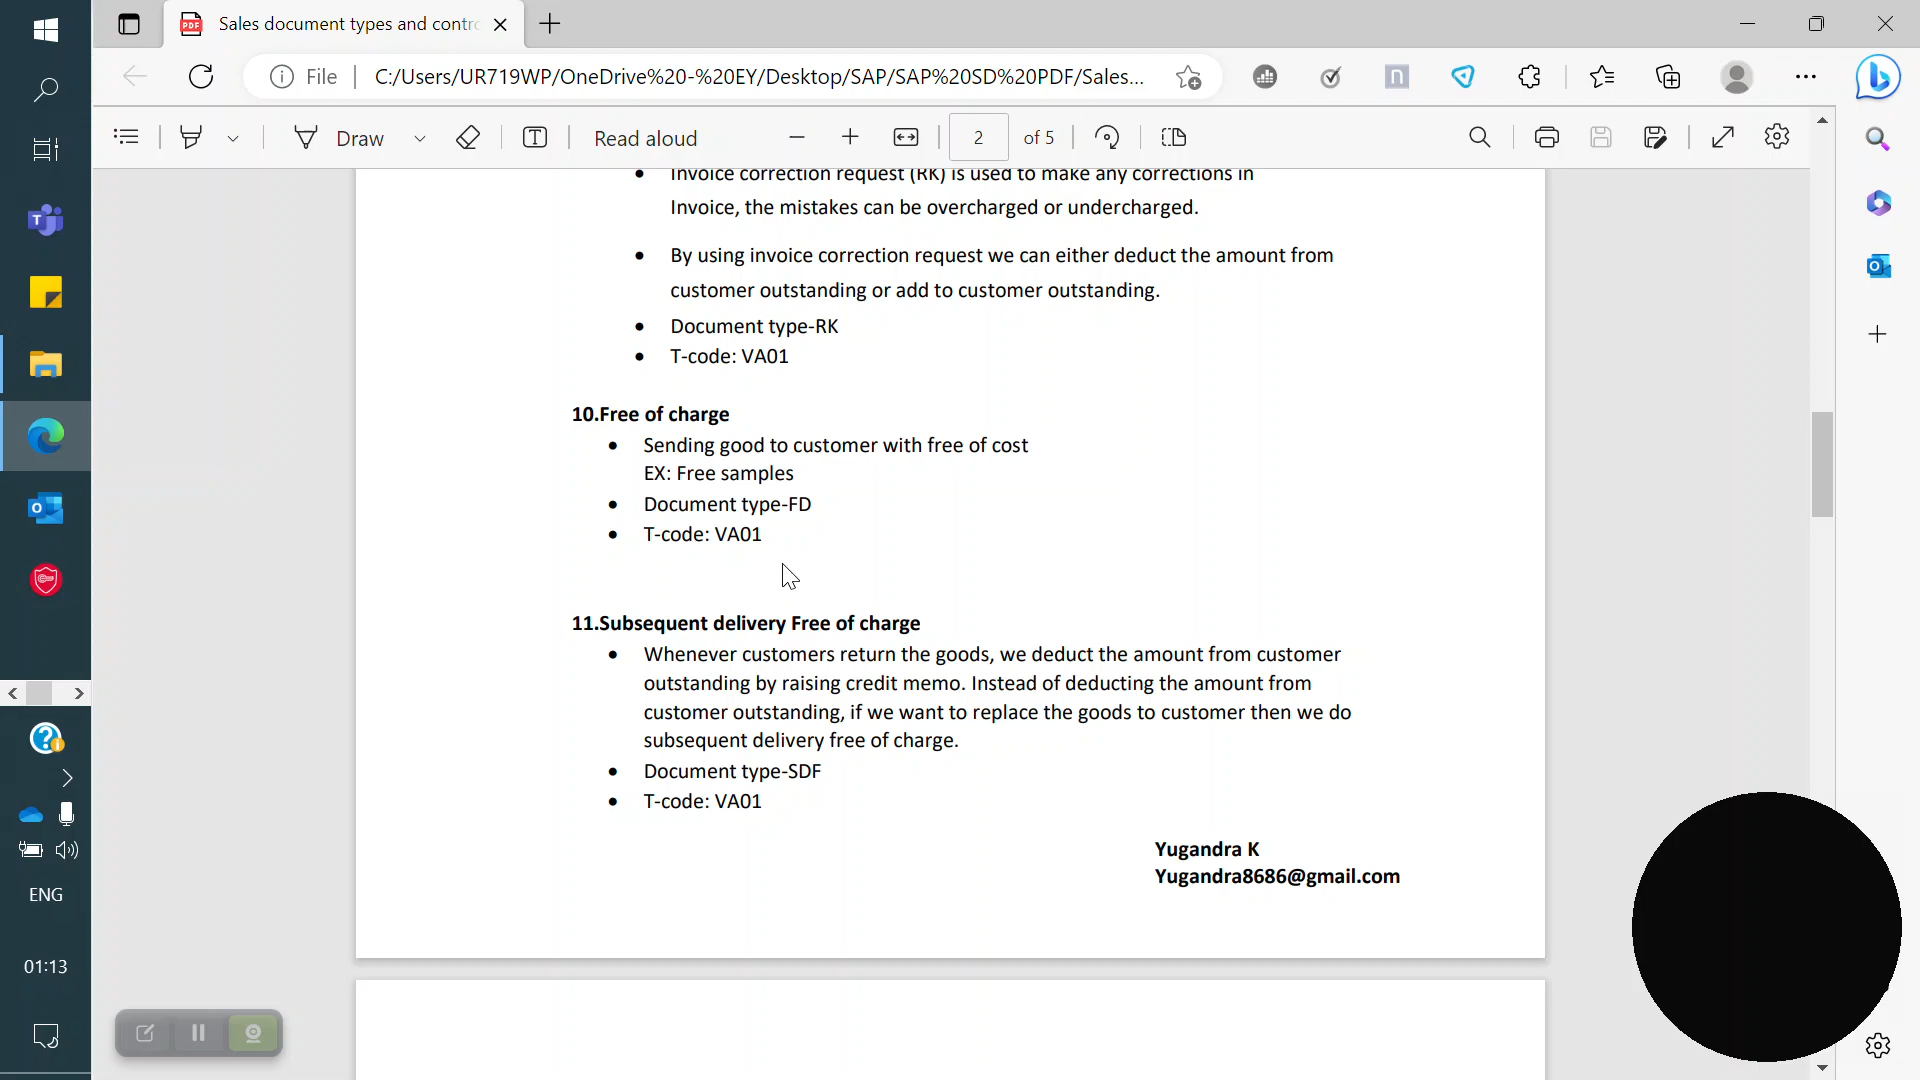 Sales document types and contro
File
C:/Users/UR719WP/OneDrive%20-%20EY/Desktop/SAP/SAP%20SD%20PDF/Sales...
Draw
Read aloud
2
of 5
Invoice correction request (RK) is used to make any corrections in
Invoice, the mistakes can be overcharged or undercharged.
By using invoice correction request we can either deduct the amount from
customer outstanding or add to customer outstanding.
Document type-RK
T-code: VA01
10.Free of charge
Sending good to customer with free of cost
EX: Free samples
Document type-FD
T-code: VA01
11.Subsequent delivery Free of charge
Whenever customers return the goods, we deduct the amount from customer
outstanding by raising credit memo. Instead of deducting the amount from
customer outstanding, if we want to replace the goods to customer then we do
subsequent delivery free of charge.
Document type-SDF
T-code: VA01
Yugandra K
Yugandra8686@gmail.com
ENG
01:13